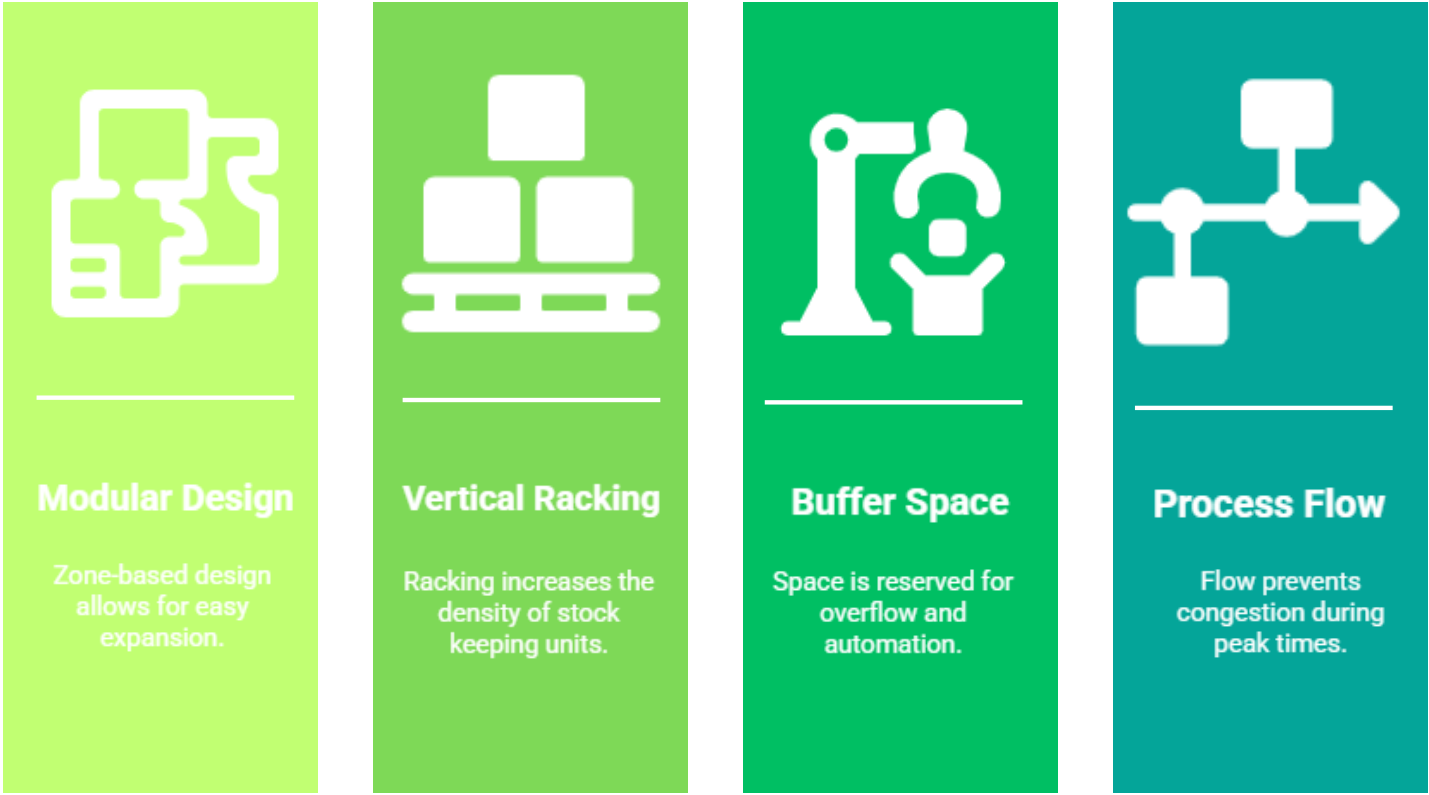 Modular Design
Zone-based design
allows for easy
expansion.
Vertical Racking
Racking increases the
density of stock
keeping units.
Buffer Space
Space is reserved for
overflow and
automation.
Process Flow
Flow prevents
congestion during
peak times.